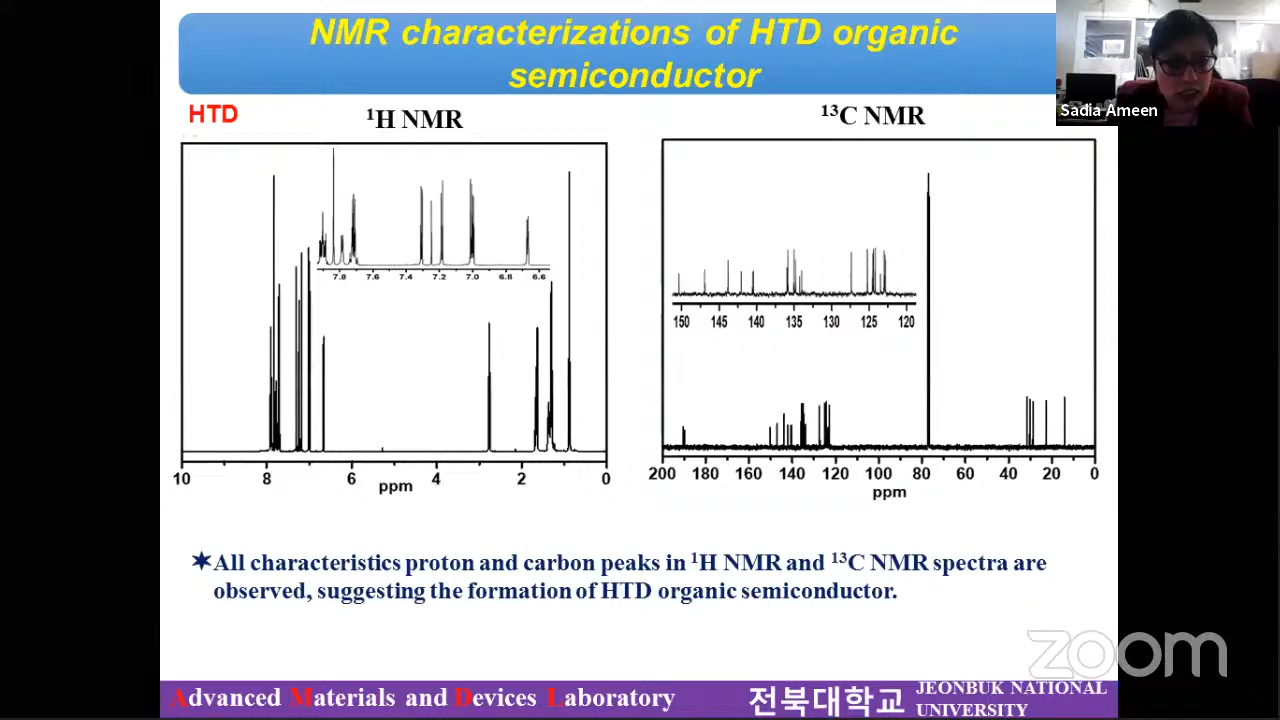 NMR characterizations of HTD organic
semiconductor
Sadia Ameen
HTD
¹H NMR
¹³C NMR
7.8 7.6 7.4 7.2 7.0 6.8 6.6
150 145 140 135 130 125 120
10 8 6 4 2 0
ppm
200 180 160 140 120 100 80 60 40 20 0
ppm
✶All characteristics proton and carbon peaks in ¹H NMR and ¹³C NMR spectra are
observed, suggesting the formation of HTD organic semiconductor.
zoom
Advanced Materials and Devices Laboratory
전북대학교
JEONBUK NATIONAL
UNIVERSITY